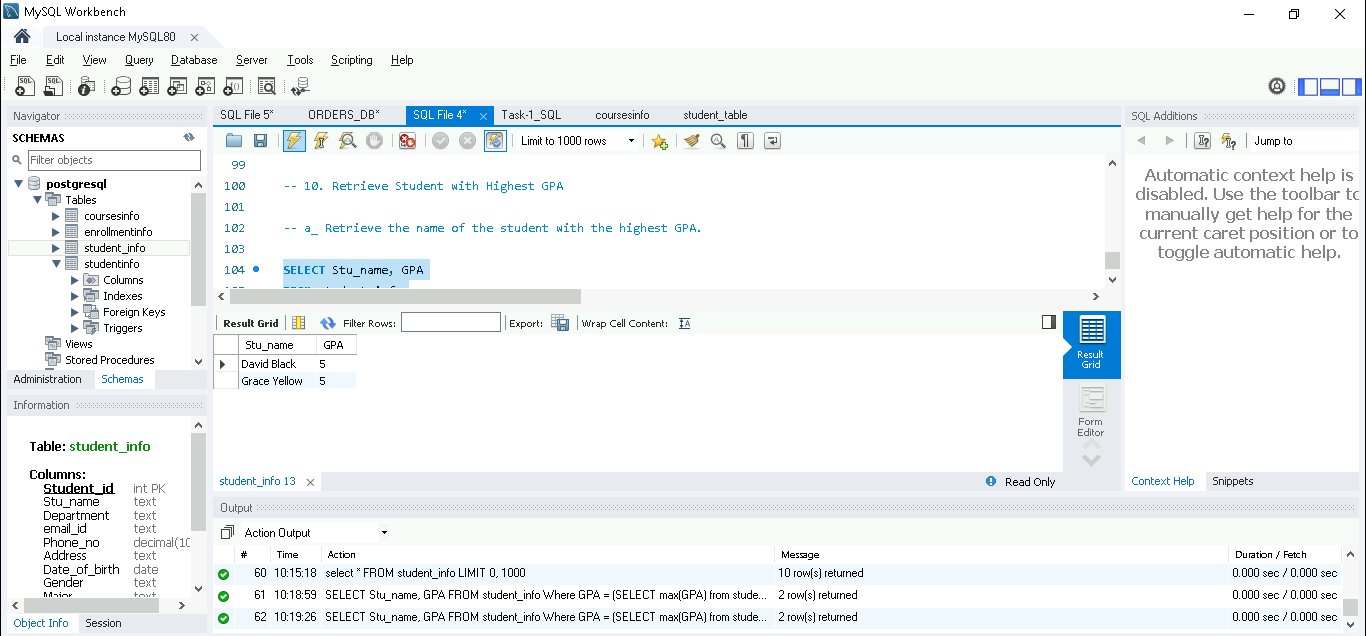 MySQL Workbench
Local instance MySQL80
File Edit View Query Database Server Tools Scripting Help
Navigator
SCHEMAS
Filter objects
postgresql
Tables
coursesinfo
enrollmentinfo
student_info
studentinfo
Columns
Indexes
Foreign Keys
Triggers
Views
Stored Procedures
Administration Schemas
Information
Table: student_info
Columns:
Student_id int PK
Stu_name text
Department text
email_id text
Phone_no decimal(10
Address text
Date_of_birth date
Gender text
Object Info Session
SQL File 5* ORDERS_DB* SQL File 4* Task-1_SQL coursesinfo student_table
Limit to 1000 rows
99
100 -- 10. Retrieve Student with Highest GPA
101
102 -- a_ Retrieve the name of the student with the highest GPA.
103
104 SELECT Stu_name, GPA
Result Grid Filter Rows: Export: Wrap Cell Content:
Stu_name GPA
David Black 5
Grace Yellow 5
Result
Grid
Form
Editor
student_info 13
Read Only
SQL Additions
Jump to
Automatic context help is
disabled. Use the toolbar to
manually get help for the
current caret position or to
toggle automatic help.
Context Help Snippets
Output
Action Output
# Time Action Message Duration / Fetch
60 10:15:18 select * FROM student_info LIMIT 0, 1000 10 row(s) returned 0.000 sec / 0.000 sec
61 10:18:59 SELECT Stu_name, GPA FROM student_info Where GPA = (SELECT max(GPA) from stude... 2 row(s) returned 0.000 sec / 0.000 sec
62 10:19:26 SELECT Stu_name, GPA FROM student_info Where GPA = (SELECT max(GPA) from stude... 2 row(s) returned 0.000 sec / 0.000 sec